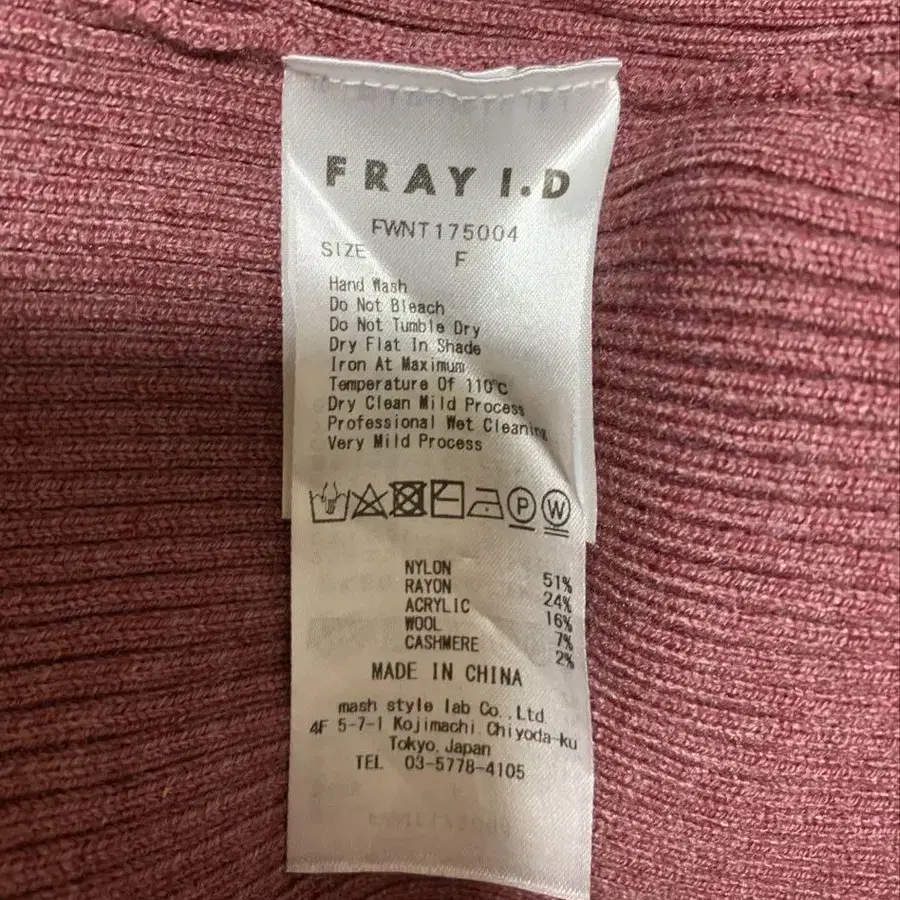 FRAY I.D
FWNT175004
SIZE F
Hand Wash
Do Not Bleach
Do Not Tumble Dry
Dry Flat In Shade
Iron At Maximum
Temperature Of 110°C
Dry Clean Mild Process
Professional Wet Cleaning
Very Mild Process
P W
NYLON 51%
RAYON 24%
ACRYLIC 16%
WOOL 7%
CASHMERE 2%
MADE IN CHINA
mash style lab Co.,Ltd.
4F 5-7-1 Kojimachi Chiyoda-ku
Tokyo, Japan
TEL 03-5778-4105